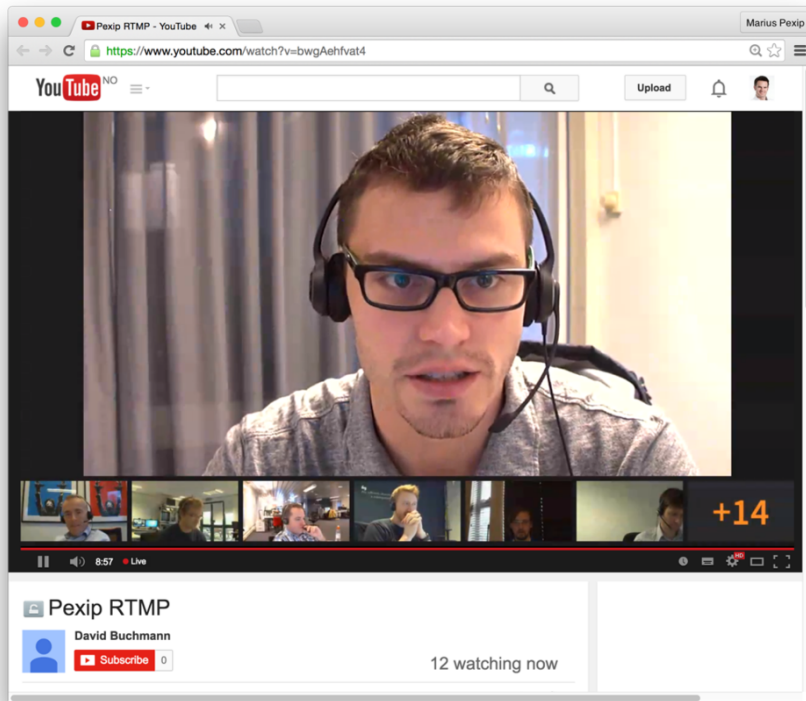 Pexip RTMP - YouTube
Marius Pexip
https://www.youtube.com/watch?v=bwgAehfvat4
YouTube NO
Upload
+14
8:57 Live
HD
Pexip RTMP
David Buchmann
Subscribe 0
12 watching now